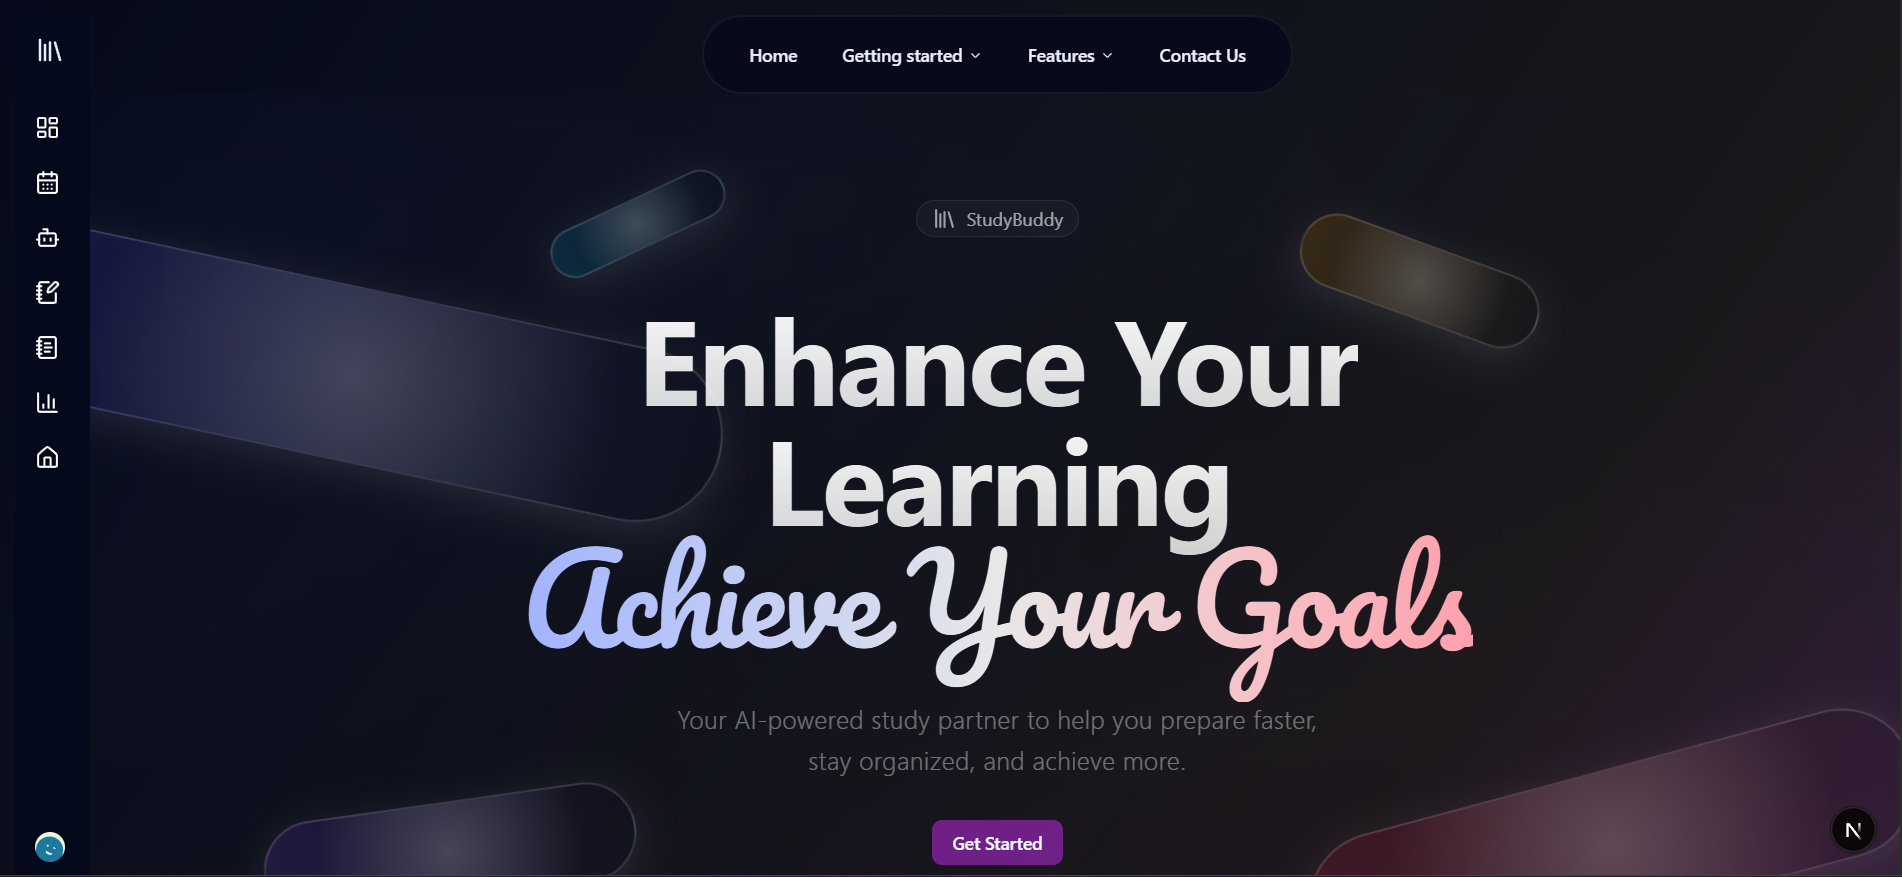 Home
Getting started
Features
Contact Us
StudyBuddy
Enhance Your
Learning
Achieve Your Goals
Your AI-powered study partner to help you prepare faster,
stay organized, and achieve more.
Get Started
N